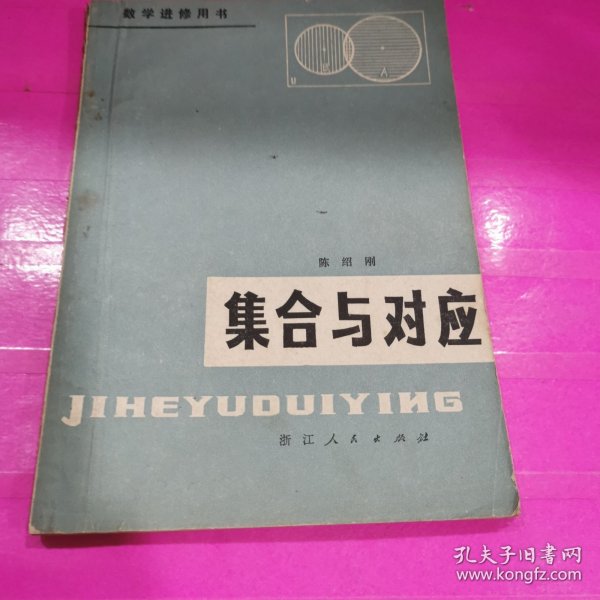 数学进修用书
U
A
陈绍刚
集合与对应
JIHEYUDUIYING
浙江人民出版社
孔夫子旧书网
www.kongfz.com